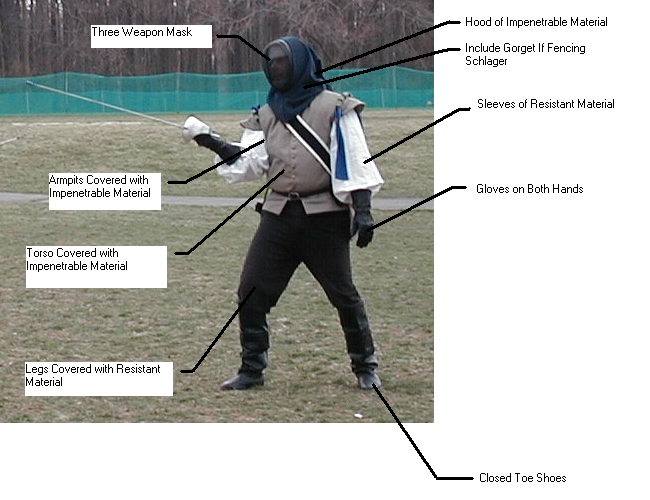 Three Weapon Mask
Hood of Impenetrable Material
Include Gorget If Fencing
Schlager
Sleeves of Resistant Material
Armpits Covered with
Impenetrable Material
Gloves on Both Hands
Torso Covered with
Impenetrable Material
Legs Covered with Resistant
Material
Closed Toe Shoes